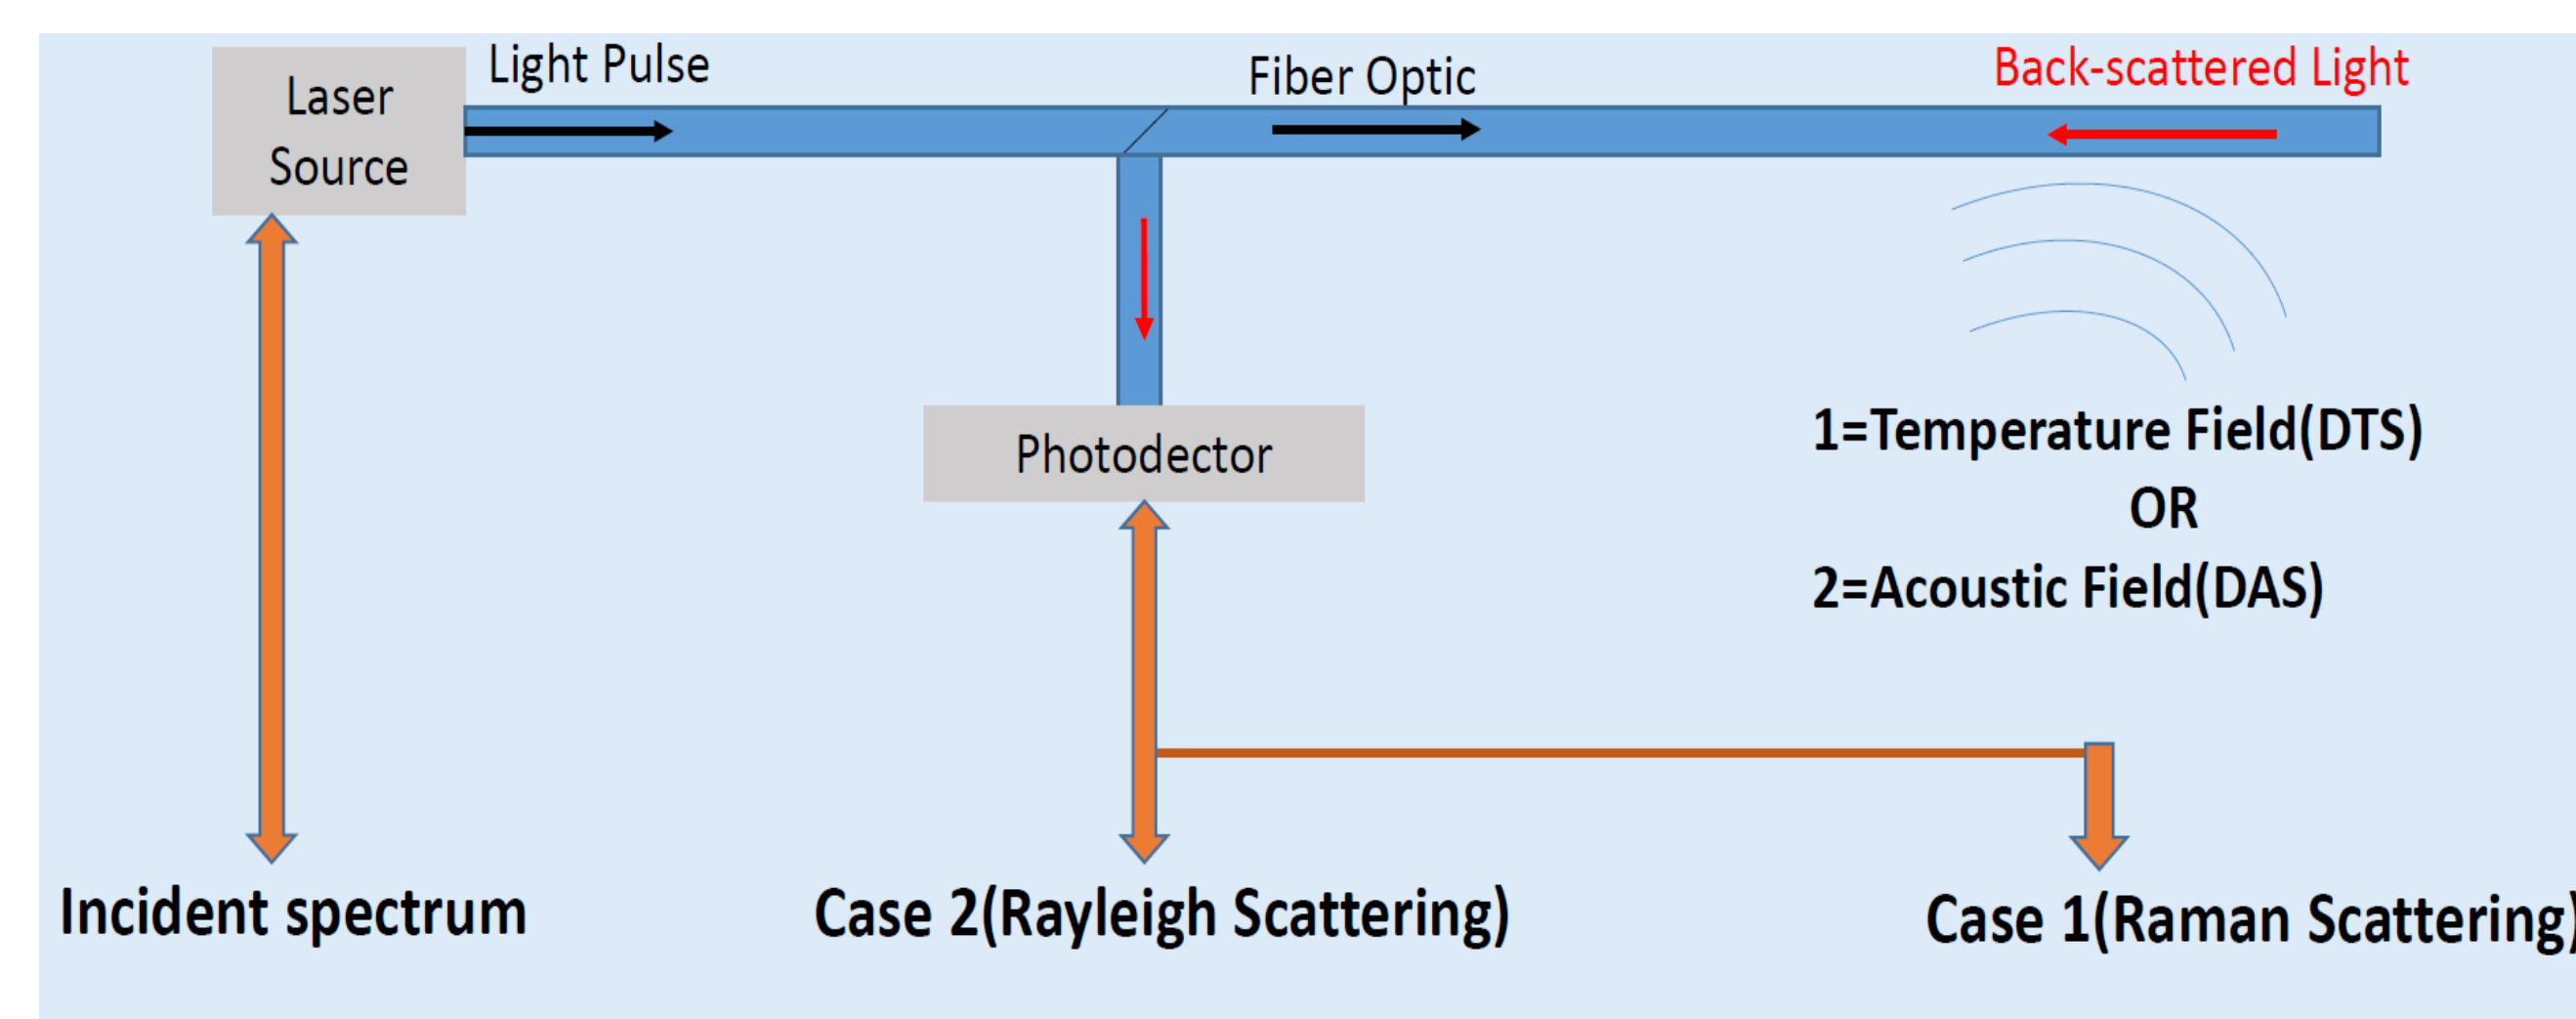 Laser
Source
Light Pulse
Fiber Optic
Back-scattered Light
Photodector
1=Temperature Field(DTS)
OR
2=Acoustic Field(DAS)
Incident spectrum
Case 2(Rayleigh Scattering)
Case 1(Raman Scattering)